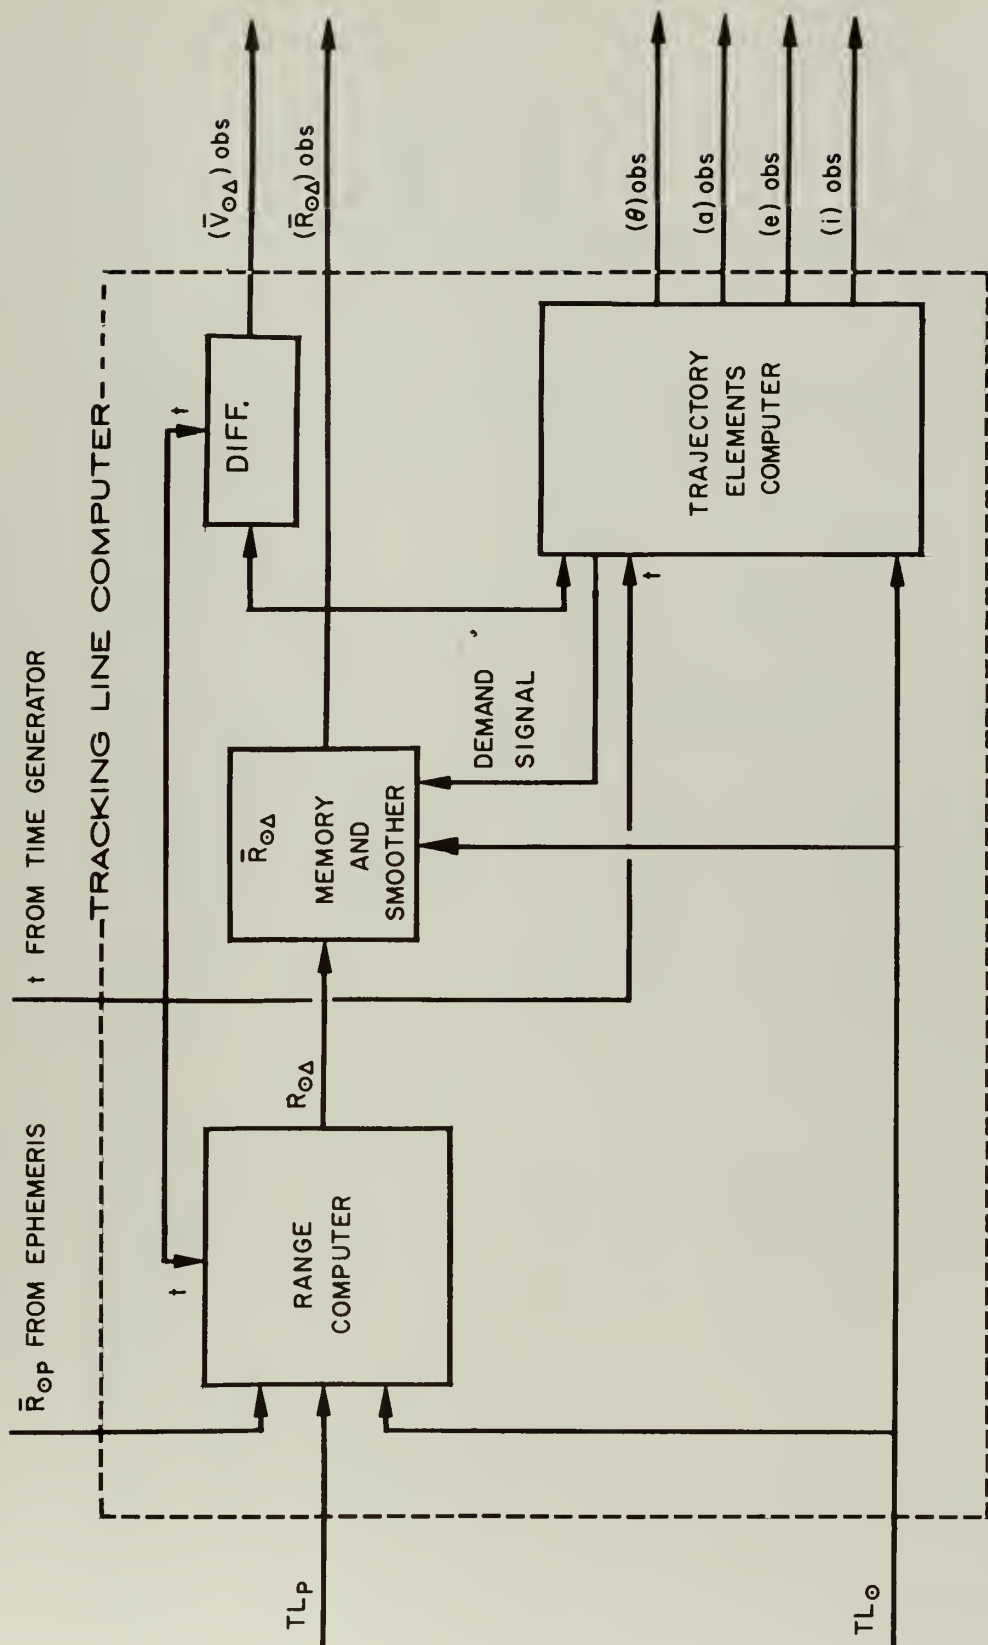 R̄⊙P FROM EPHEMERIS
t FROM TIME GENERATOR
TRACKING LINE COMPUTER
t
t
(V̄⊙Δ) obs
DIFF.
(R̄⊙Δ) obs
TLP
RANGE
COMPUTER
R⊙Δ
R̄⊙Δ
MEMORY
AND
SMOOTHER
DEMAND
SIGNAL
t
TRAJECTORY
ELEMENTS
COMPUTER
(θ) obs
(a) obs
(e) obs
(i) obs
TL⊙